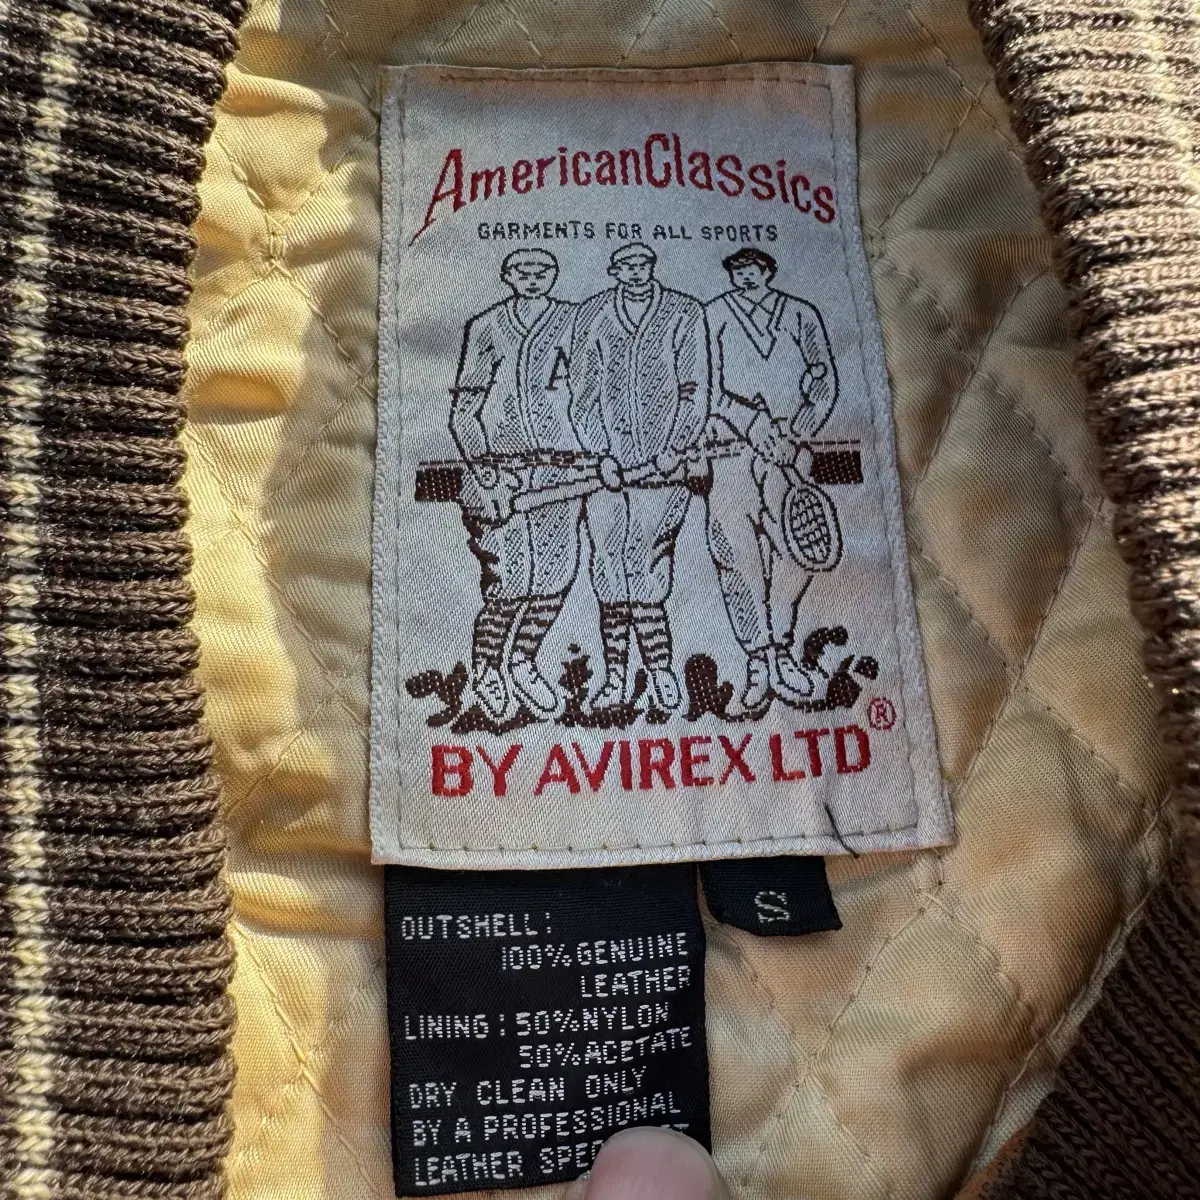 AmericanClassics
GARMENTS FOR ALL SPORTS
A
BY AVIREX LTD®
S
OUTSHELL:
100%GENUINE
LEATHER
LINING:50%NYLON
50%ACETATE
DRY CLEAN ONLY
BY A PROFESSIONAL
LEATHER